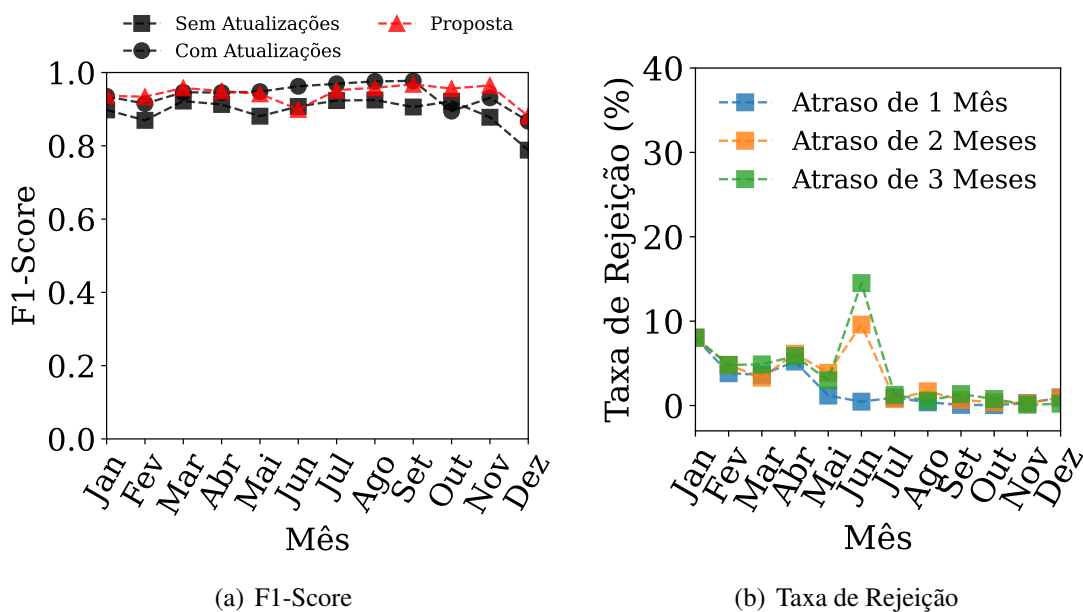 Sem Atualizações
Com Atualizações
Proposta
1.0
0.8
0.6
0.4
0.2
0.0
F1-Score
Jan
Fev
Mar
Abr
Mai
Jun
Jul
Ago
Set
Out
Nov
Dez
Mês
(a) F1-Score
Atraso de 1 Mês
Atraso de 2 Meses
Atraso de 3 Meses
40
30
20
10
0
Taxa de Rejeição (%)
Jan
Fev
Mar
Abr
Mai
Jun
Jul
Ago
Set
Out
Nov
Dez
Mês
(b) Taxa de Rejeição